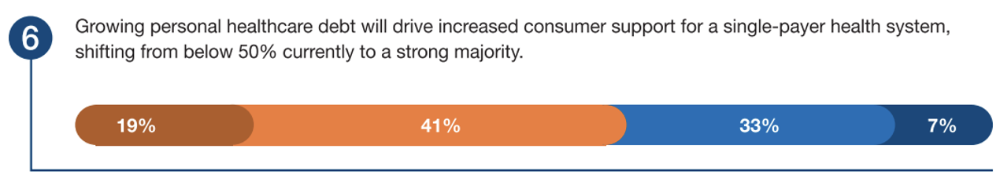 6
Growing personal healthcare debt will drive increased consumer support for a single-payer health system,
shifting from below 50% currently to a strong majority.
19% 41% 33% 7%